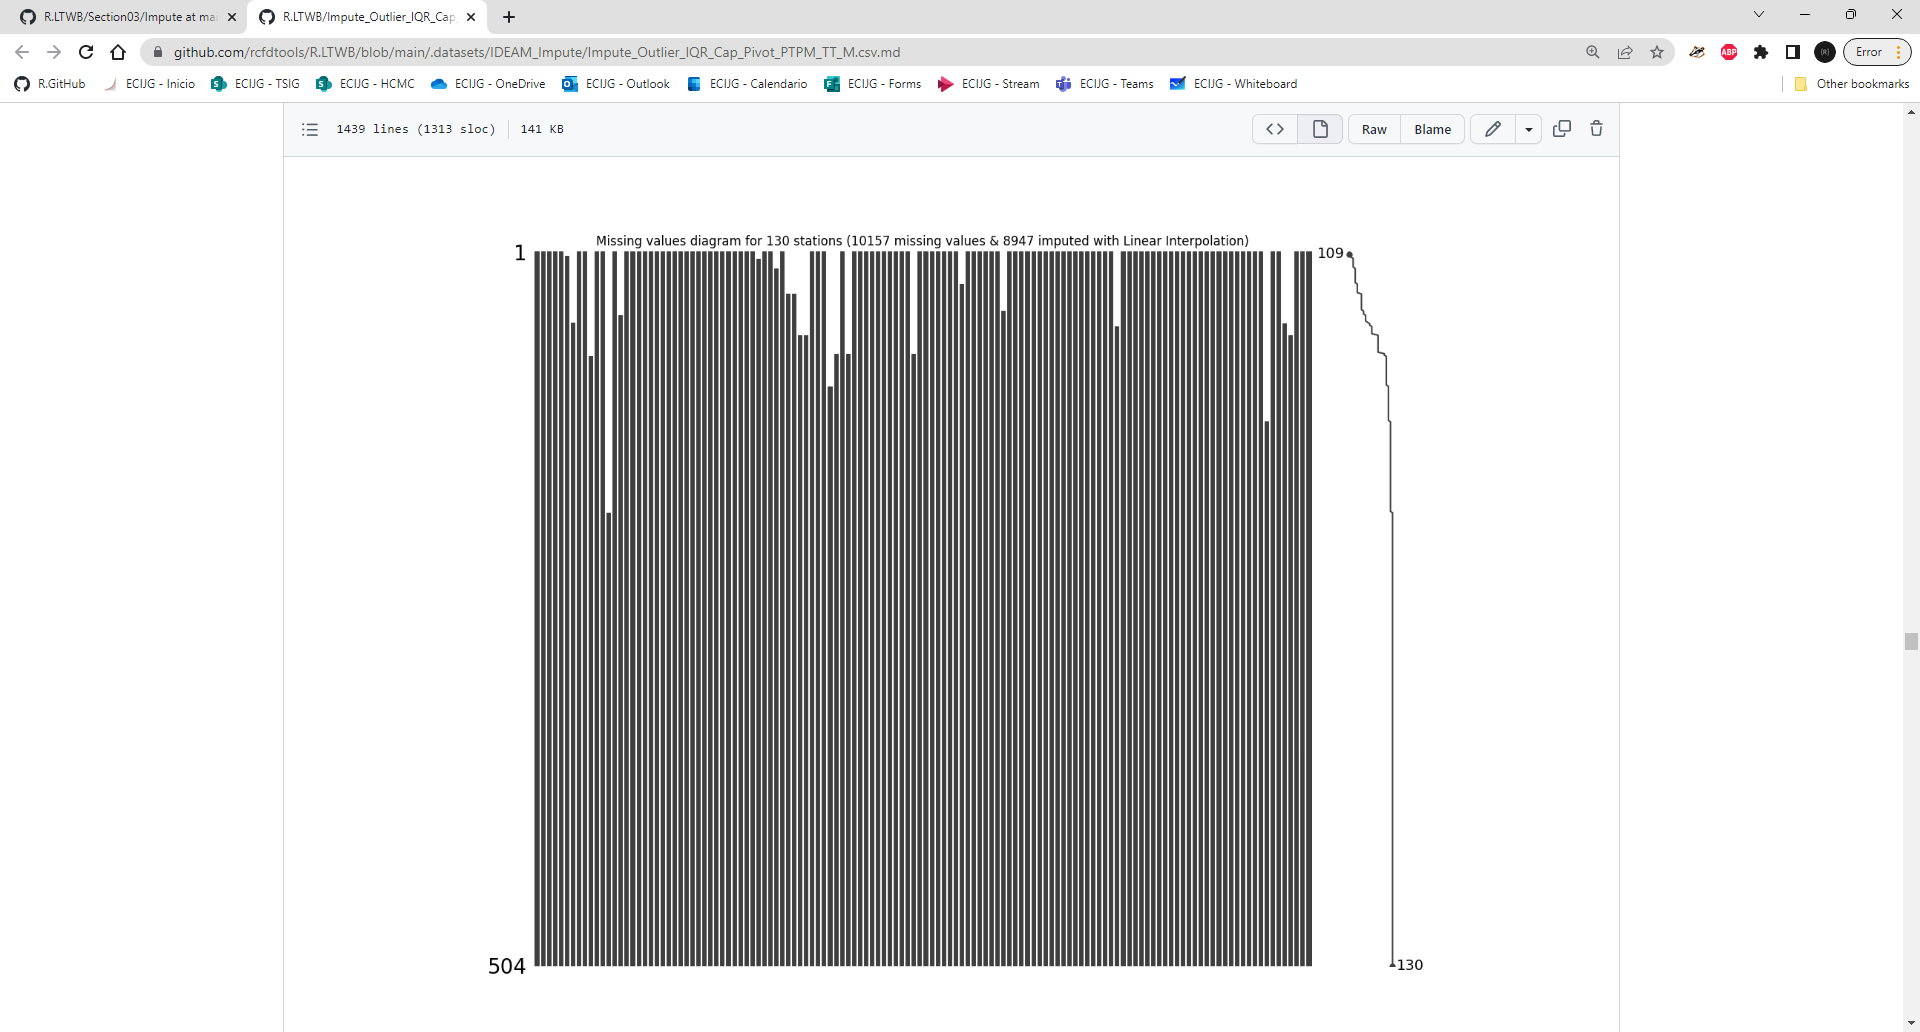 R.LTWB/Section03/Impute at mai
R.LTWB/Impute_Outlier_IQR_Cap_
github.com/rcfdtools/R.LTWB/blob/main/.datasets/IDEAM_Impute/Impute_Outlier_IQR_Cap_Pivot_PTPM_TT_M.csv.md
ABP
Error
R.GitHub
ECIJG - Inicio
ECIJG - TSIG
ECIJG - HCMC
ECIJG - OneDrive
ECIJG - Outlook
ECIJG - Calendario
ECIJG - Forms
ECIJG - Stream
ECIJG - Teams
ECIJG - Whiteboard
Other bookmarks
1439 lines (1313 sloc)
141 KB
Raw
Blame
Missing values diagram for 130 stations (10157 missing values & 8947 imputed with Linear Interpolation)
1
109
504
130